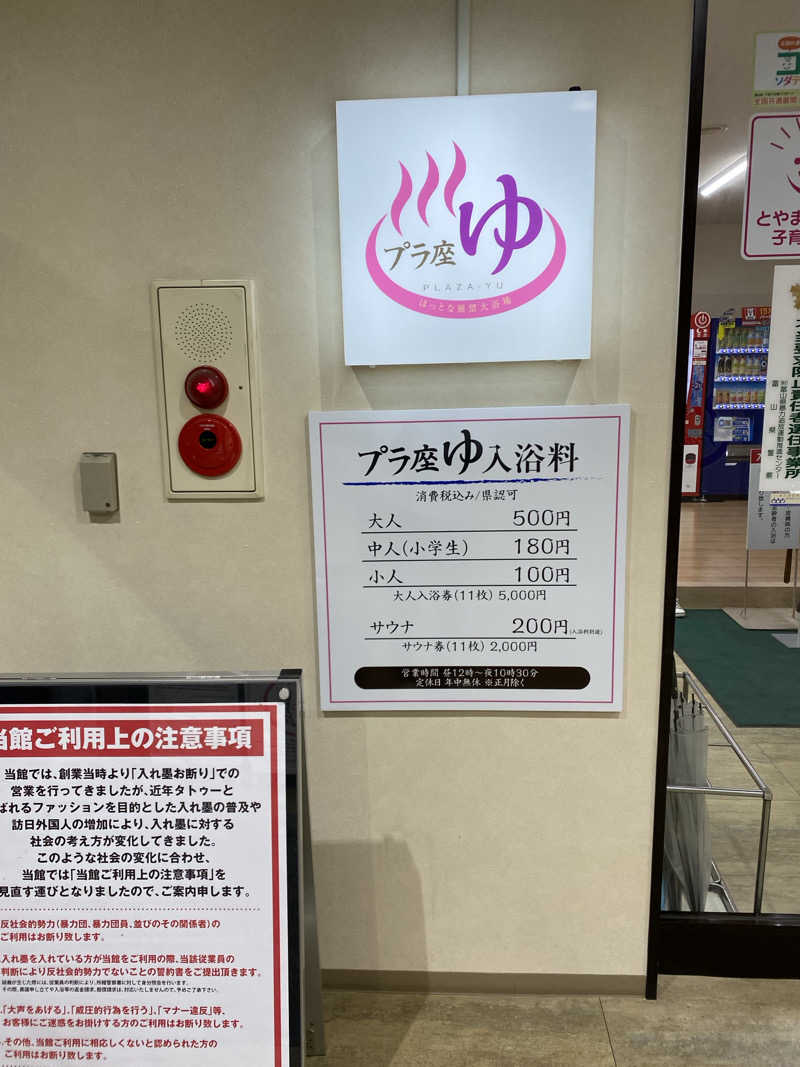 プラ座 ゆ
PLAZA-YU
ほっとな展望大浴場
プラ座ゆ入浴料
消費税込み/県認可
大人 500円
中人(小学生) 180円
小人 100円
大人入浴券(11枚) 5,000円
サウナ 200円(入浴料別途)
サウナ券(11枚) 2,000円
営業時間 昼12時〜夜10時30分
定休日 年中無休 ※正月除く
当館ご利用上の注意事項
当館では、創業当時より「入れ墨お断り」での
営業を行ってきましたが、近年タトゥーと
ばれるファッションを目的とした入れ墨の普及や
訪日外国人の増加により、入れ墨に対する
社会の考え方が変化してきました。
このような社会の変化に合わせ、
当館では「当館ご利用上の注意事項」を
見直す運びとなりましたので、ご案内申します。
反社会的勢力(暴力団、暴力団員、並びのその関係者)の
ご利用はお断り致します。
入れ墨を入れている方が当館をご利用の際、当該従業員の
判断により反社会的勢力でないことの誓約書をご提出頂きます。
「大声をあげる」、「威圧的行為を行う」、「マナー違反」等、
お客様にご迷惑をお掛けする方のご利用はお断り致します。
その他、当館ご利用に相応しくないと認められた方の
ご利用はお断り致します。
とやま
子育
責任者選任事業所
富山県警察